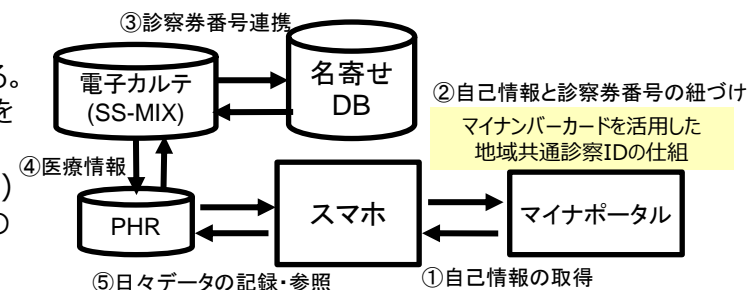 ③診察券番号連携
る。
電子カルテ
(SS-MIX)
名寄せ
DB
を
②自己情報と診察券番号の紐づけ
マイナンバーカードを活用した
地域共通診察IDの仕組
④医療情報
)
の
PHR
スマホ
マイナポータル
⑤日々データの記録・参照
①自己情報の取得